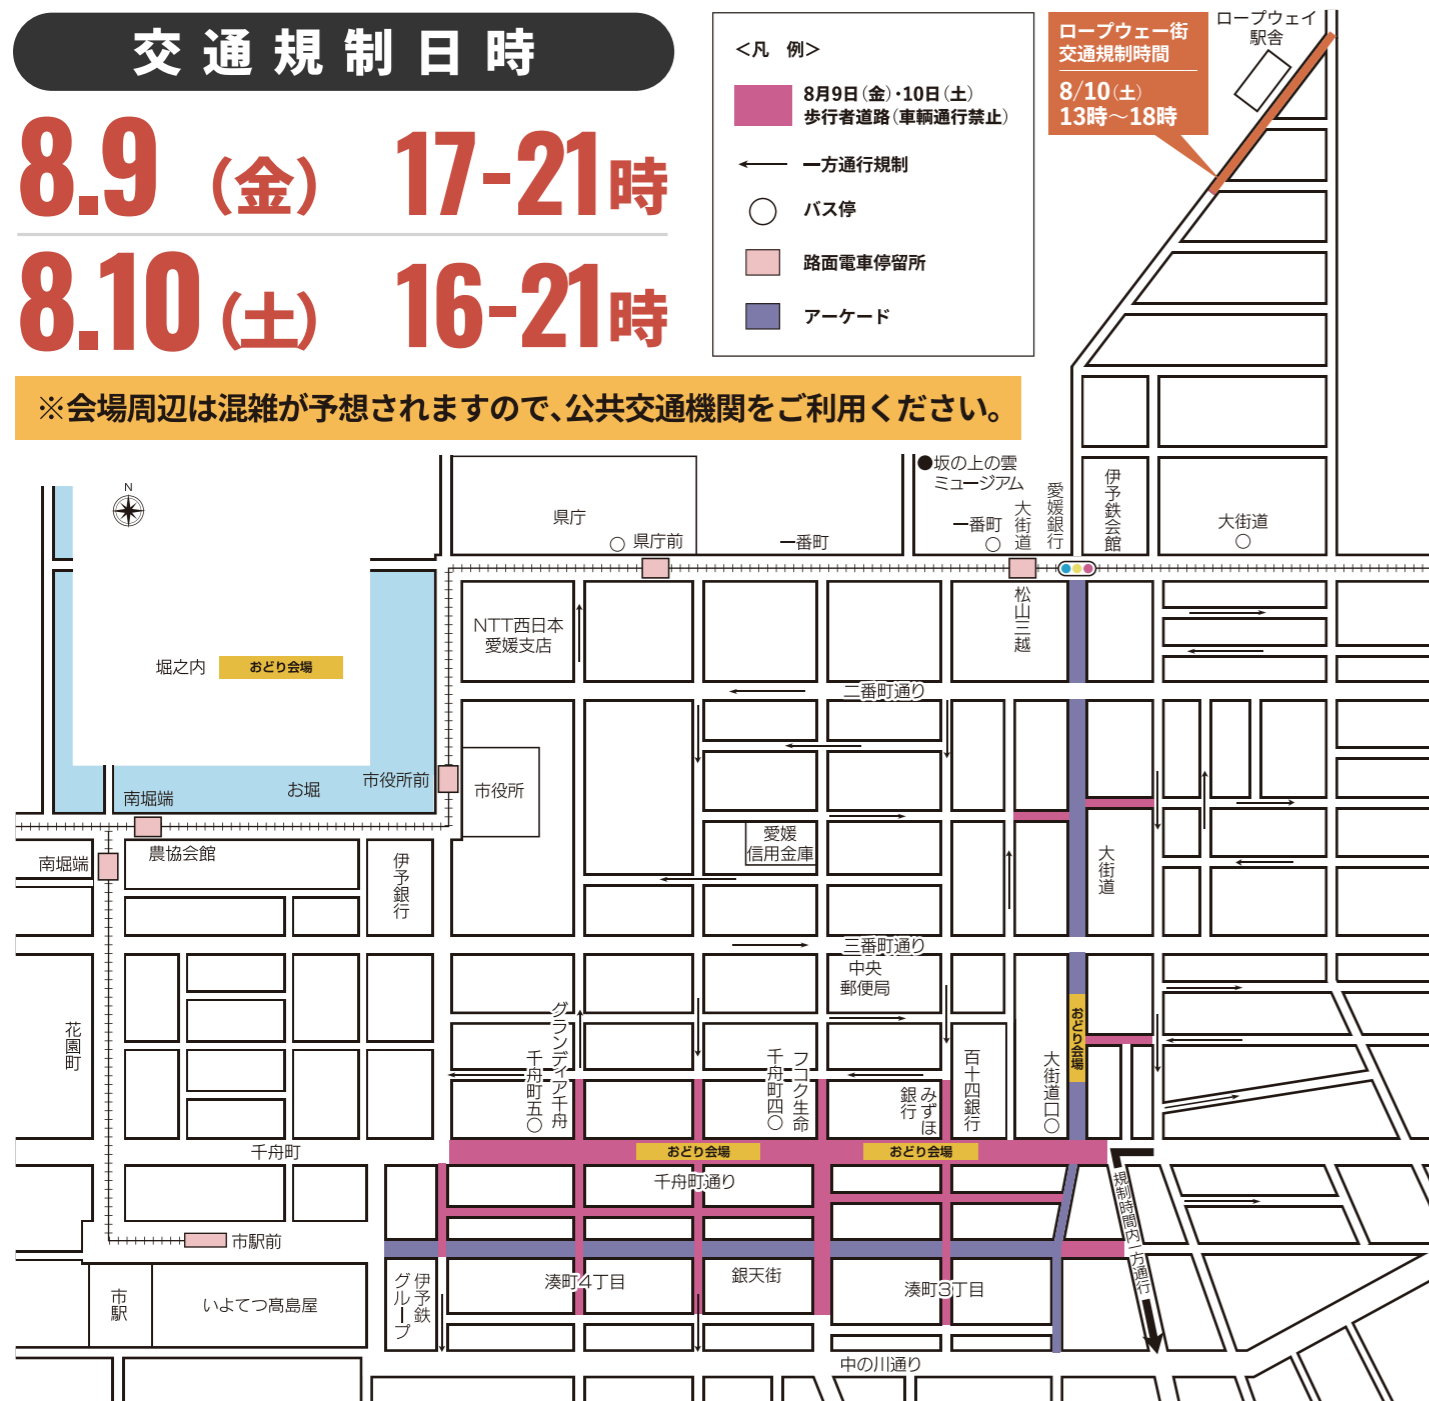 交通規制日時
8.9（金） 17-21時
8.10（土） 16-21時
※会場周辺は混雑が予想されますので、公共交通機関をご利用ください。
＜凡　例＞
8月9日（金）・10日（土）
歩行者道路（車輌通行禁止）
一方通行規制
バス停
路面電車停留所
アーケード
ロープウェー街
交通規制時間
8/10（土）
13時～18時
ロープウェイ
駅舎
N
県庁
県庁前
一番町
●坂の上の雲
ミュージアム
一番町
大街道
愛媛銀行
伊予鉄会館
大街道
松山三越
NTT西日本
愛媛支店
堀之内
おどり会場
二番町通り
市役所前
市役所
お堀
南堀端
南堀端
農協会館
伊予銀行
愛媛
信用金庫
大街道
三番町通り
中央
郵便局
花園町
グランディア千舟
千舟町五
フコク生命
千舟町四
みずほ
銀行
百十四銀行
大街道口
おどり会場
千舟町
おどり会場
おどり会場
千舟町通り
規制時間内一方通行
市駅前
市駅
いよてつ髙島屋
伊予鉄
グループ
湊町4丁目
銀天街
湊町3丁目
中の川通り